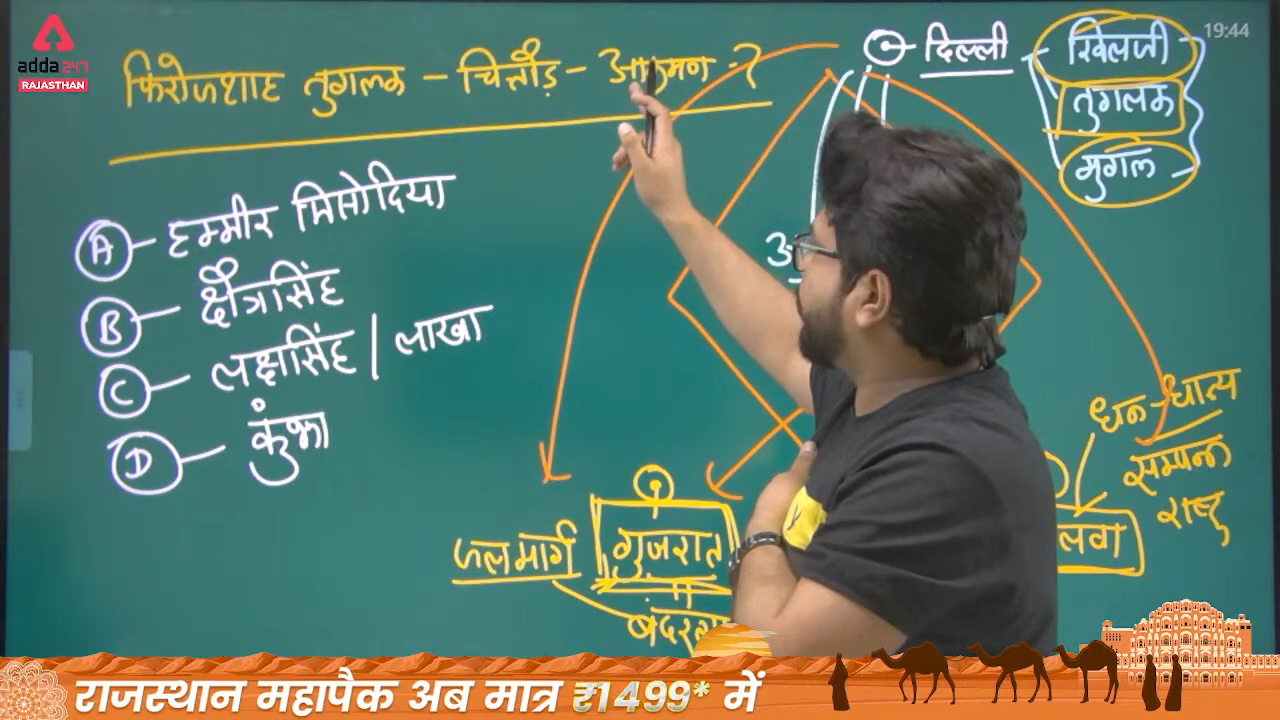 adda 247
RAJASTHAN
19:44
फिरोजशाह तुगलक - चित्तौड़ - आक्रमण ?
A - हम्मीर सिसोदिया
B - क्षैत्रसिंह
C - लक्षसिंह / लाखा
D - कुंभा
दिल्ली
खिलजी
तुगलक
मुगल
धन-धान्य
सम्पन्न
राष्ट्र
जलमार्ग
गुजरात
लवा
राजस्थान महापैक अब मात्र ₹1499* में